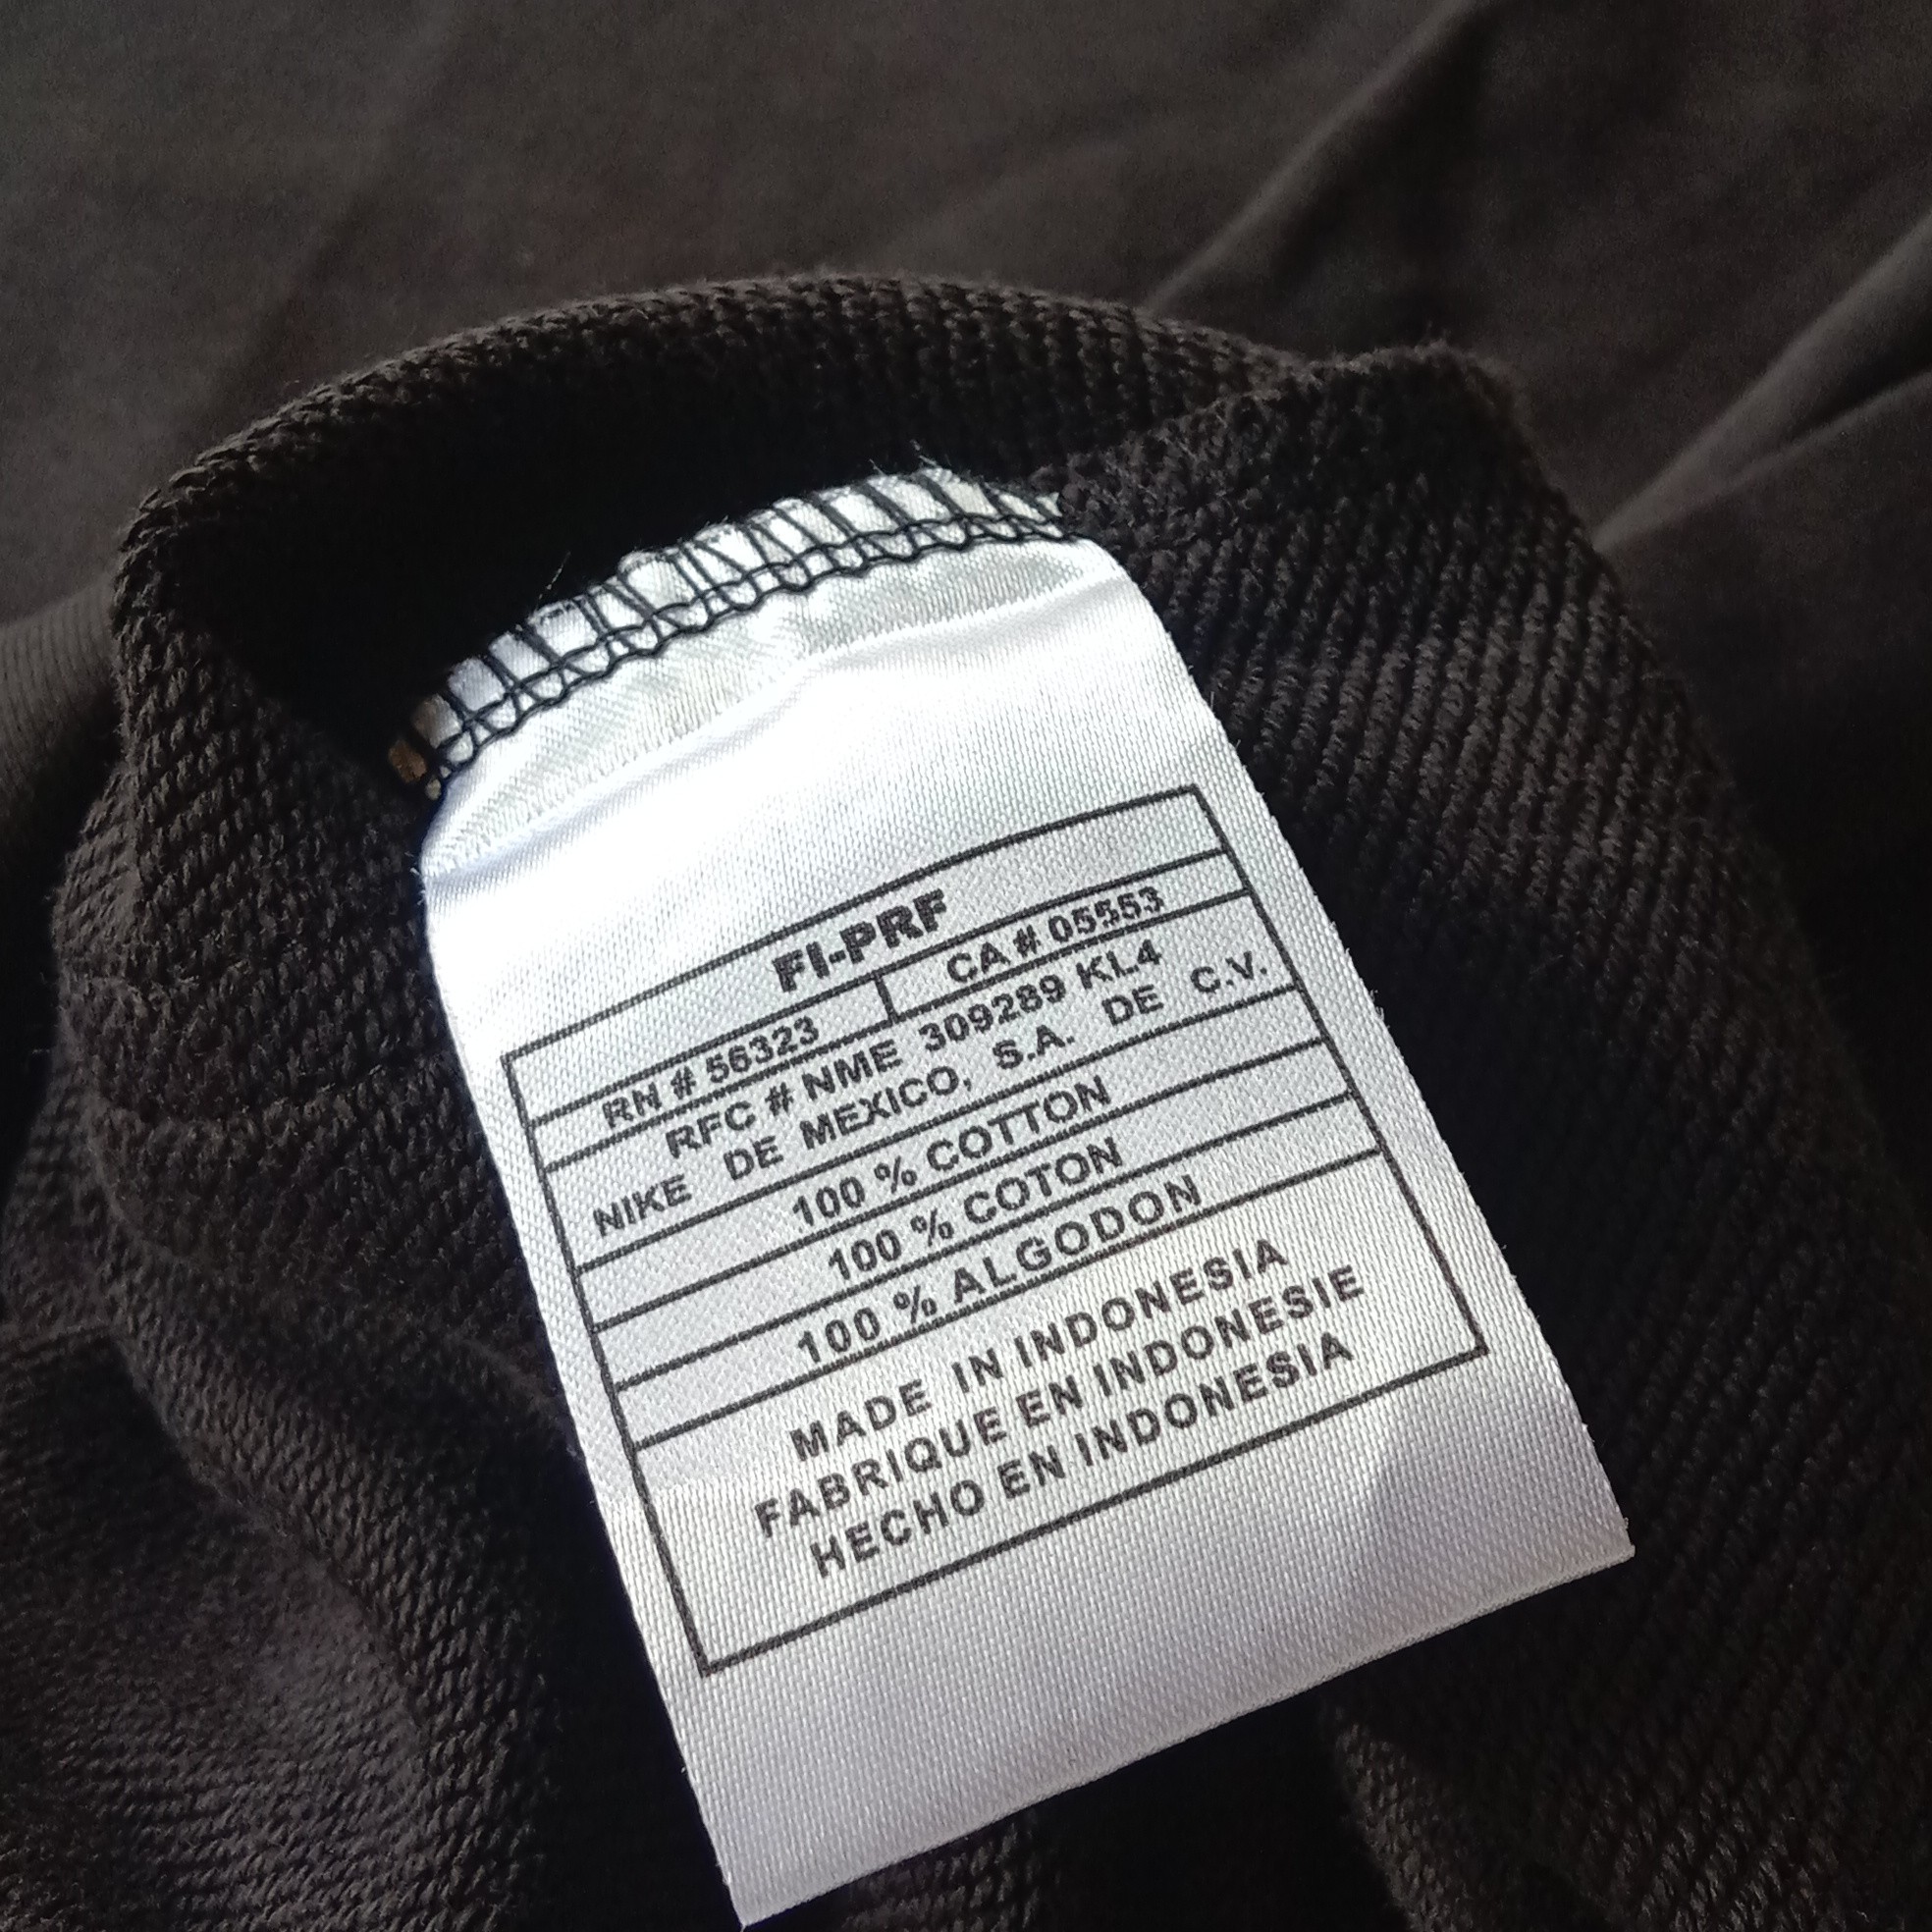 FI-PRF
RN # 56323 CA # 05553
RFC # NME 309289 KL4
NIKE DE MEXICO, S.A. DE C.V.
100 % COTTON
100 % COTON
100 % ALGODON
MADE IN INDONESIA
FABRIQUE EN INDONESIE
HECHO EN INDONESIA